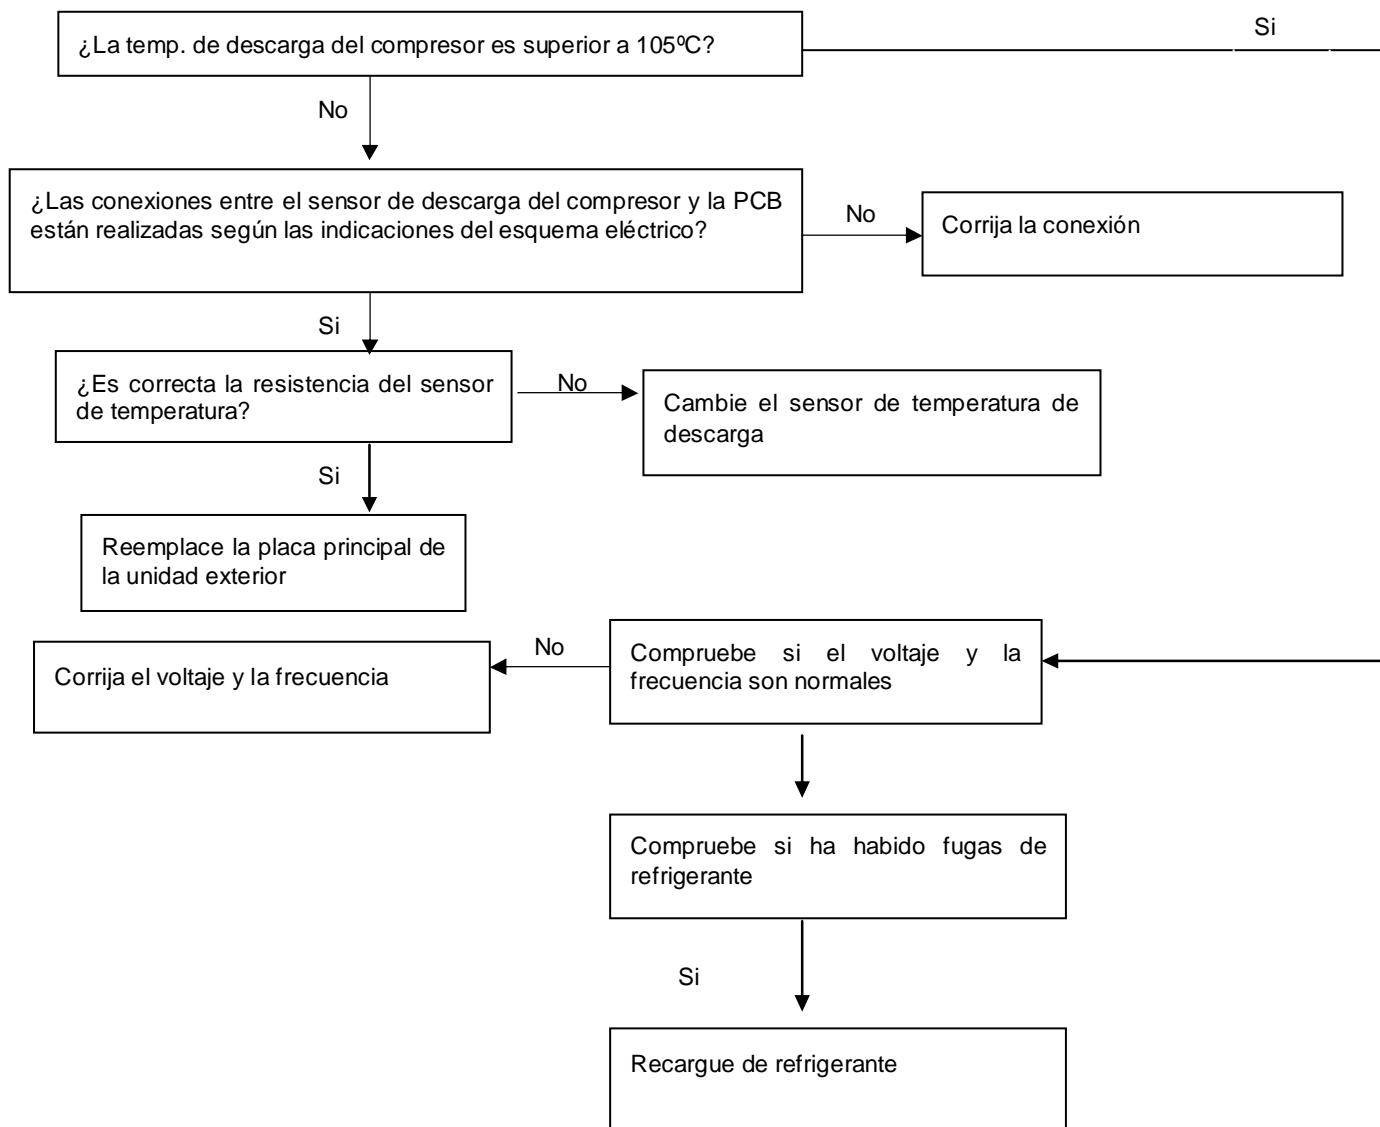 ¿La temp. de descarga del compresor es superior a 105ºC?
Si
No
¿Las conexiones entre el sensor de descarga del compresor y la PCB
están realizadas según las indicaciones del esquema eléctrico?
No
Corrija la conexión
Si
¿Es correcta la resistencia del sensor
de temperatura?
No
Cambie el sensor de temperatura de
descarga
Si
Reemplace la placa principal de
la unidad exterior
Compruebe si el voltaje y la
frecuencia son normales
No
Corrija el voltaje y la frecuencia
Compruebe si ha habido fugas de
refrigerante
Si
Recargue de refrigerante